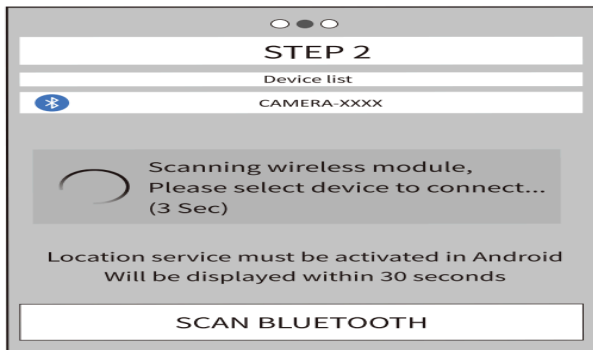 STEP 2
Device list
CAMERA-XXXX
Scanning wireless module,
Please select device to connect...
(3 Sec)
Location service must be activated in Android
Will be displayed within 30 seconds
SCAN BLUETOOTH